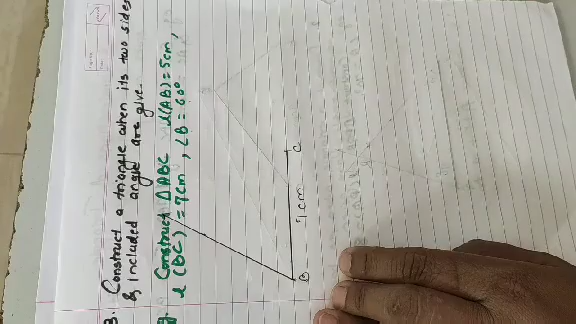 3. Construct a triangle when its two sides
& included angle are give.
Construct △ABC l(AB)=5cm,
l(BC)=7cm, ∠B=60°
B 7cm C